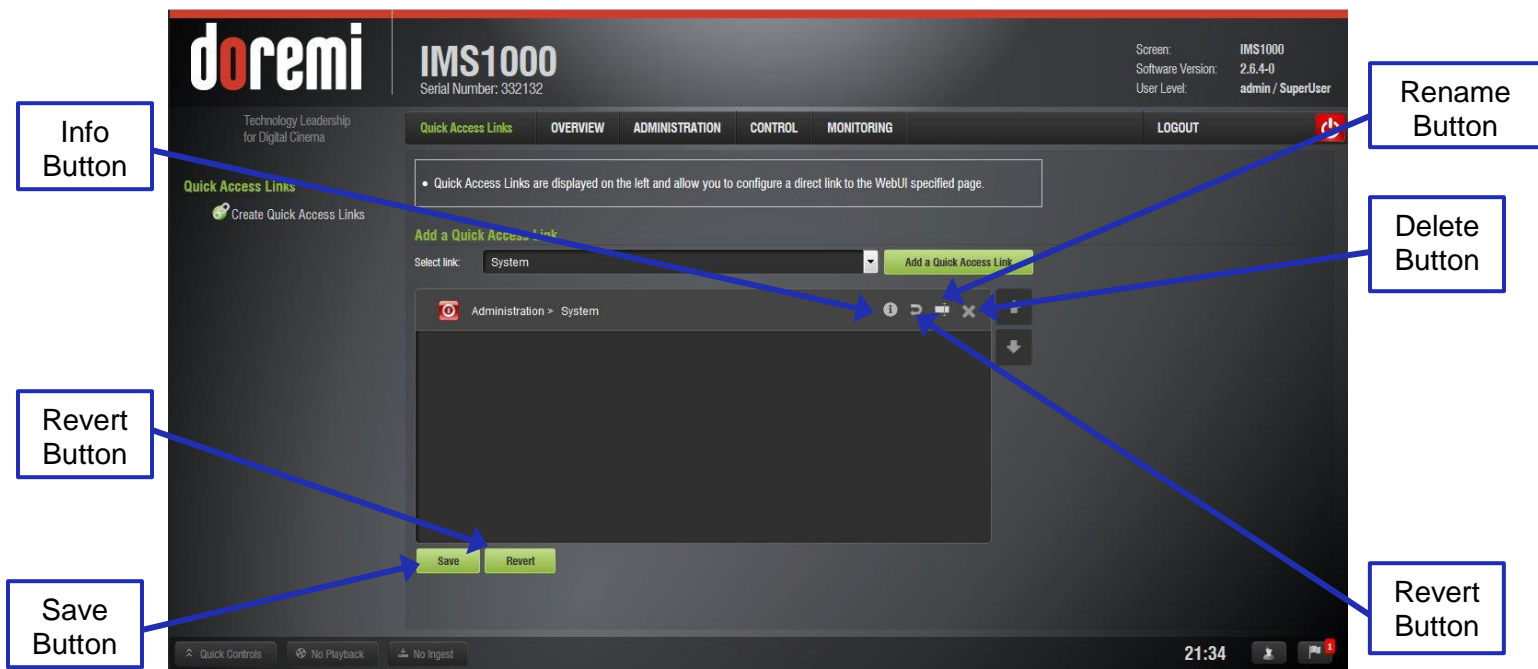 doremi
Technology Leadership
for Digital Cinema
IMS1000
Serial Number: 332132
Screen: IMS1000
Software Version: 2.6.4-0
User Level: admin / SuperUser
Quick Access Links OVERVIEW ADMINISTRATION CONTROL MONITORING LOGOUT
Info
Button
Rename
Button
Quick Access Links
Create Quick Access Links
• Quick Access Links are displayed on the left and allow you to configure a direct link to the WebUI specified page.
Add a Quick Access Link
Select link: System Add a Quick Access Link
Delete
Button
Administration > System
Revert
Button
Save Revert
Save
Button
Revert
Button
Quick Controls No Playback No Ingest 21:34 1